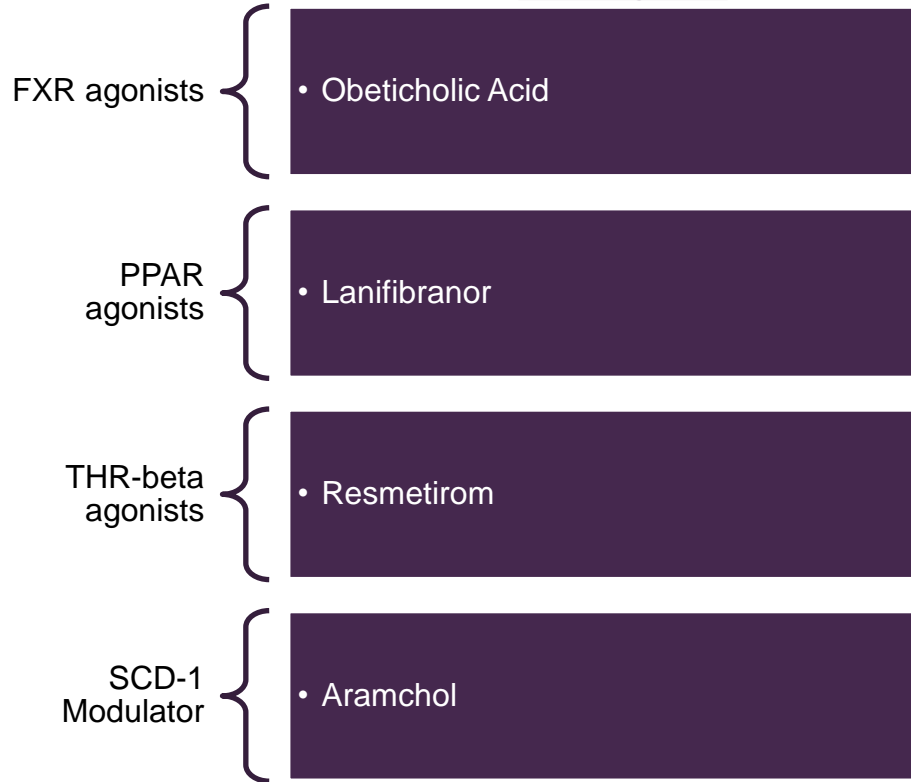 FXR agonists
• Obeticholic Acid
PPAR
agonists
• Lanifibranor
THR-beta
agonists
• Resmetirom
SCD-1
Modulator
• Aramchol